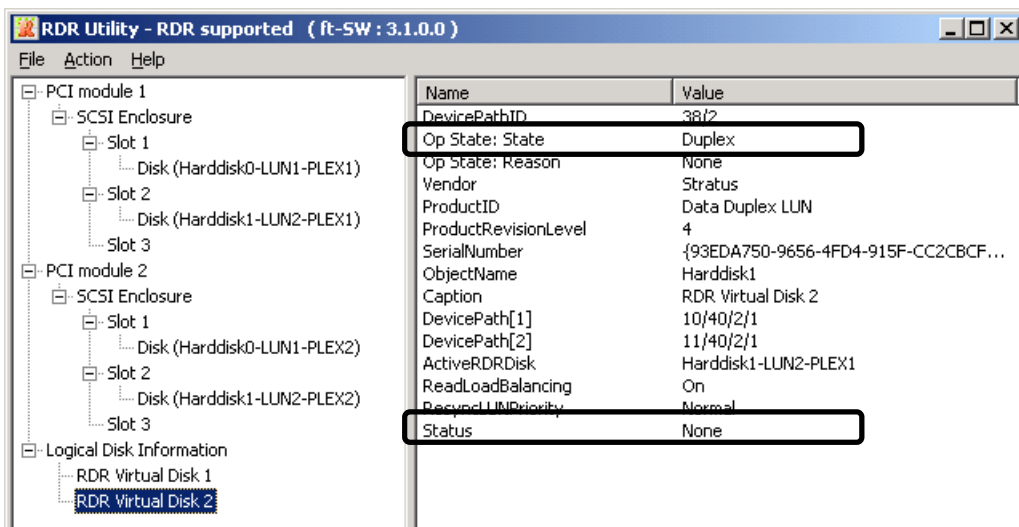 RDR Utility - RDR supported ( ft-SW : 3.1.0.0 )
File Action Help
PCI module 1
SCSI Enclosure
Slot 1
Disk (Harddisk0-LUN1-PLEX1)
Slot 2
Disk (Harddisk1-LUN2-PLEX1)
Slot 3
PCI module 2
SCSI Enclosure
Slot 1
Disk (Harddisk0-LUN1-PLEX2)
Slot 2
Disk (Harddisk1-LUN2-PLEX2)
Slot 3
Logical Disk Information
RDR Virtual Disk 1
RDR Virtual Disk 2
Name Value
DevicePathID 38/2
Op State: State Duplex
Op State: Reason None
Vendor Stratus
ProductID Data Duplex LUN
ProductRevisionLevel 4
SerialNumber {93EDA750-9656-4FD4-915F-CC2CBCF...
ObjectName Harddisk1
Caption RDR Virtual Disk 2
DevicePath[1] 10/40/2/1
DevicePath[2] 11/40/2/1
ActiveRDRDisk Harddisk1-LUN2-PLEX1
ReadLoadBalancing On
ResyncLUNPriority Normal
Status None